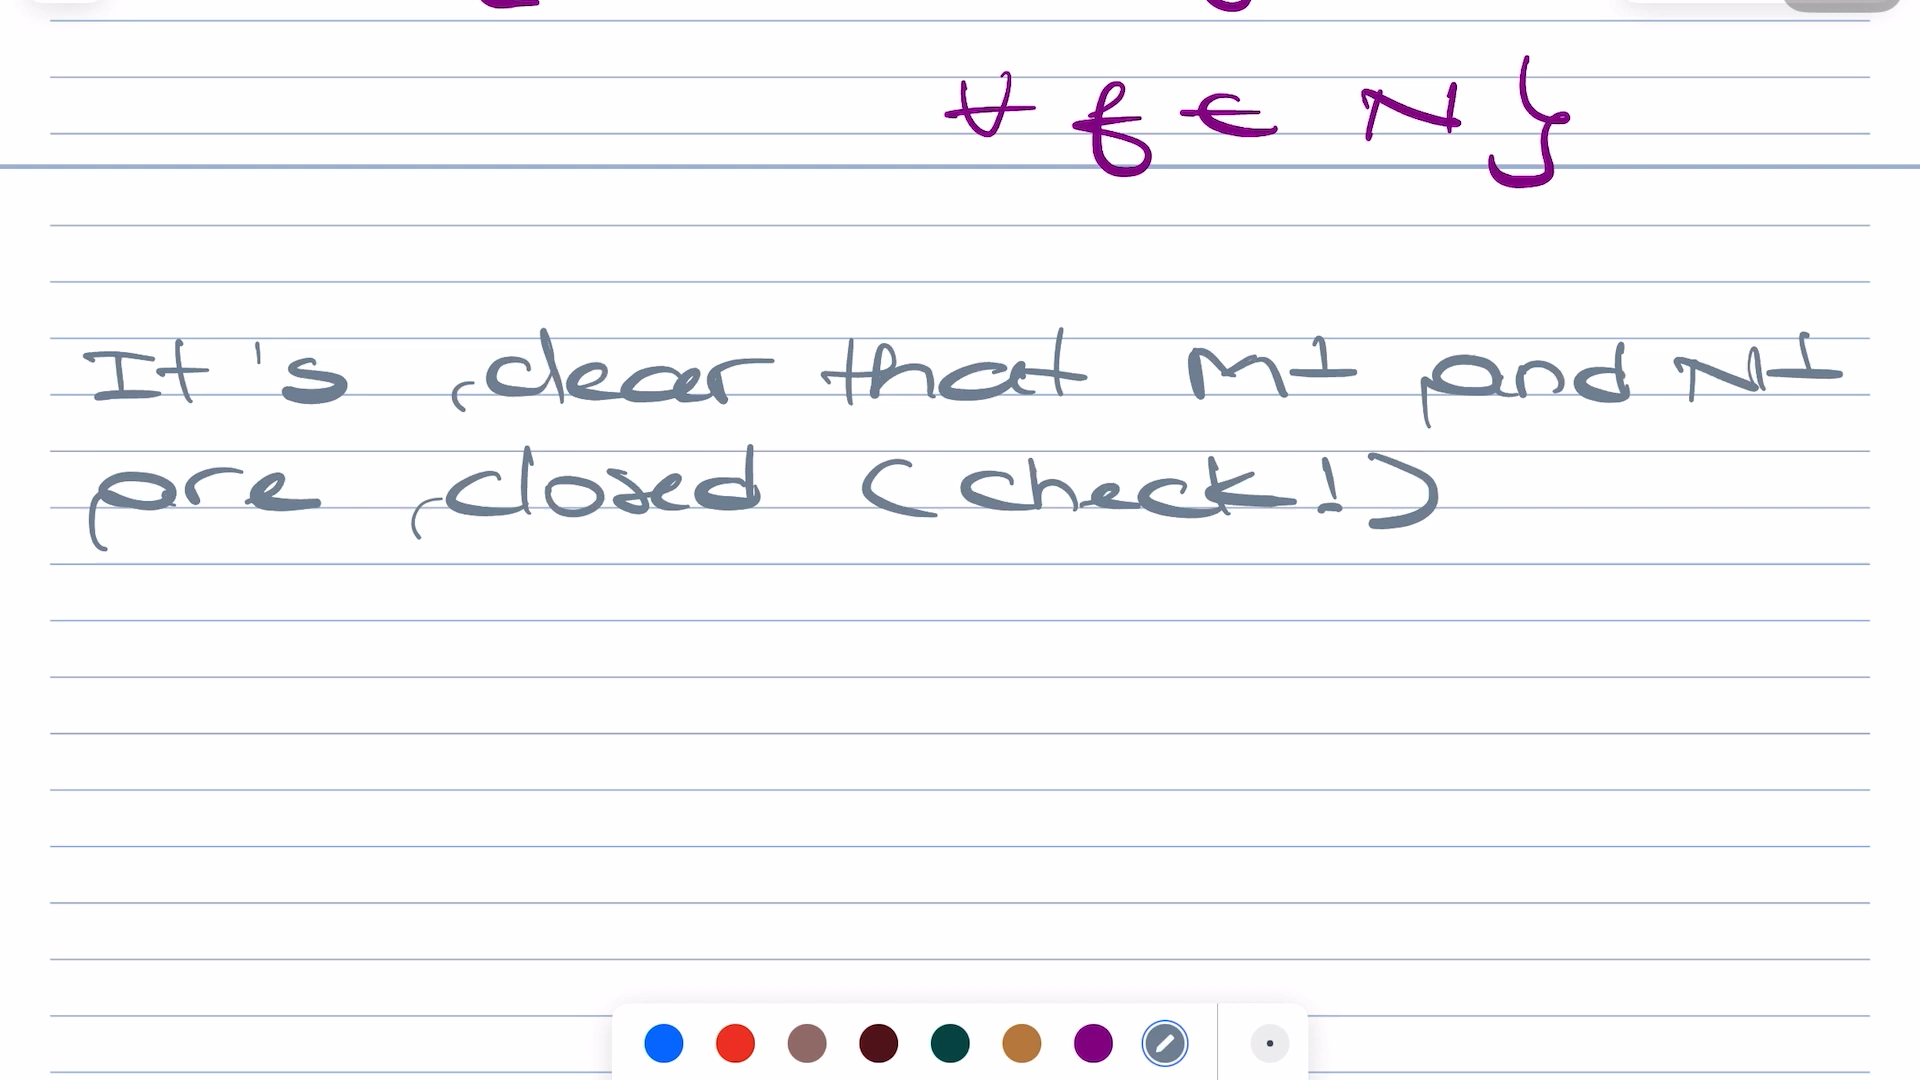 ∀ f ∈ N}
It's clear that M⊥ and N⊥
are closed (check!)